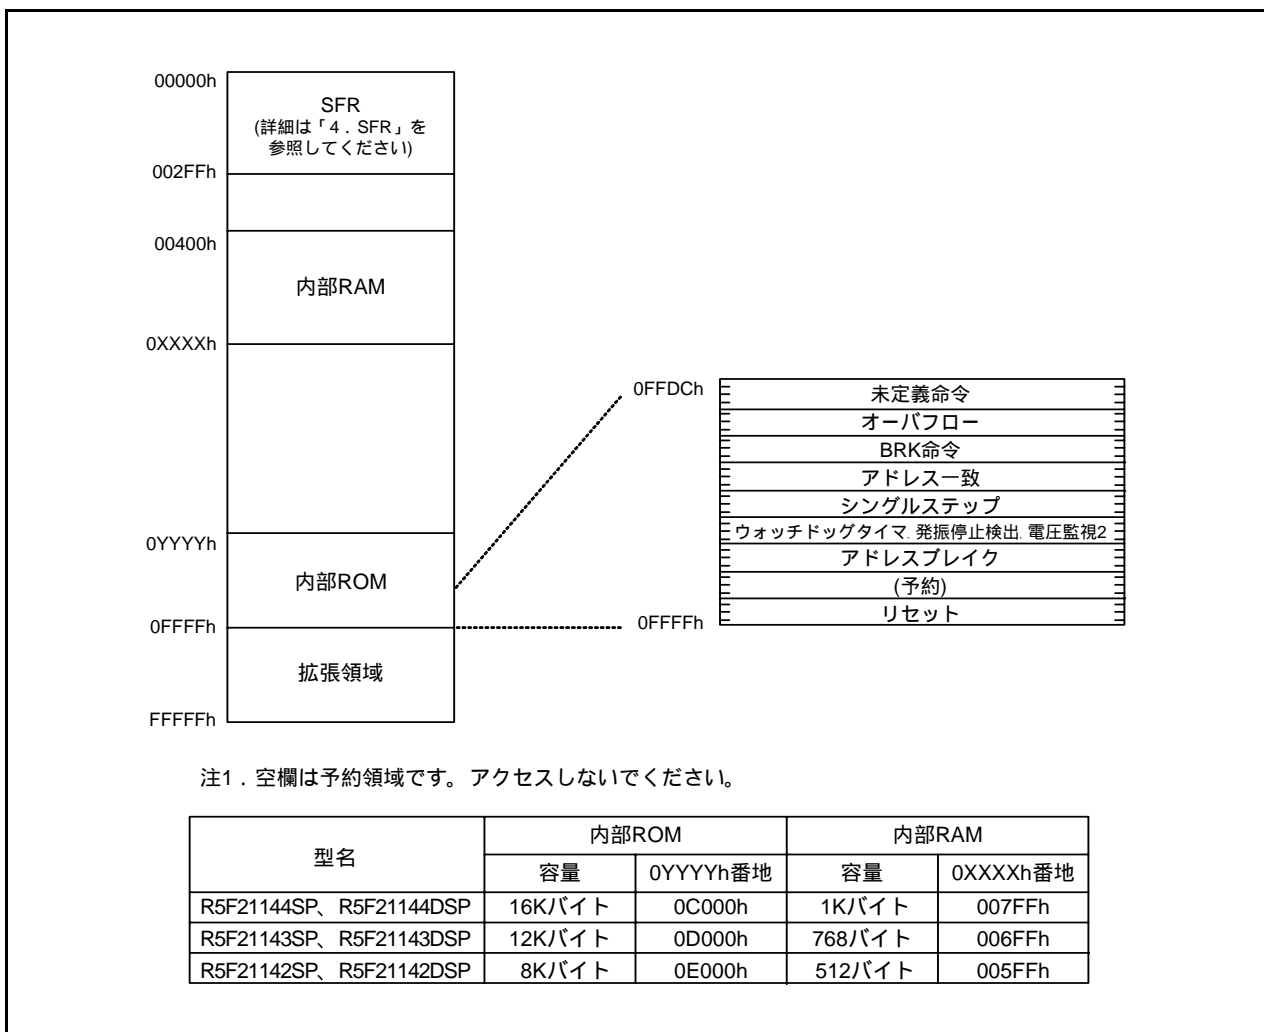 00000h
SFR
(詳細は「4．SFR」を
参照してください)
002FFh
00400h
内部RAM
0XXXXh
0YYYYh
内部ROM
0FFFFh
拡張領域
FFFFFh
0FFDCh
未定義命令
オーバフロー
BRK命令
アドレス一致
シングルステップ
ウォッチドッグタイマ、発振停止検出、電圧監視2
アドレスブレイク
(予約)
リセット
0FFFFh
注1．空欄は予約領域です。アクセスしないでください。
型名 内部ROM 内部RAM
容量 0YYYYh番地 容量 0XXXXh番地
R5F21144SP、R5F21144DSP 16Kバイト 0C000h 1Kバイト 007FFh
R5F21143SP、R5F21143DSP 12Kバイト 0D000h 768バイト 006FFh
R5F21142SP、R5F21142DSP 8Kバイト 0E000h 512バイト 005FFh